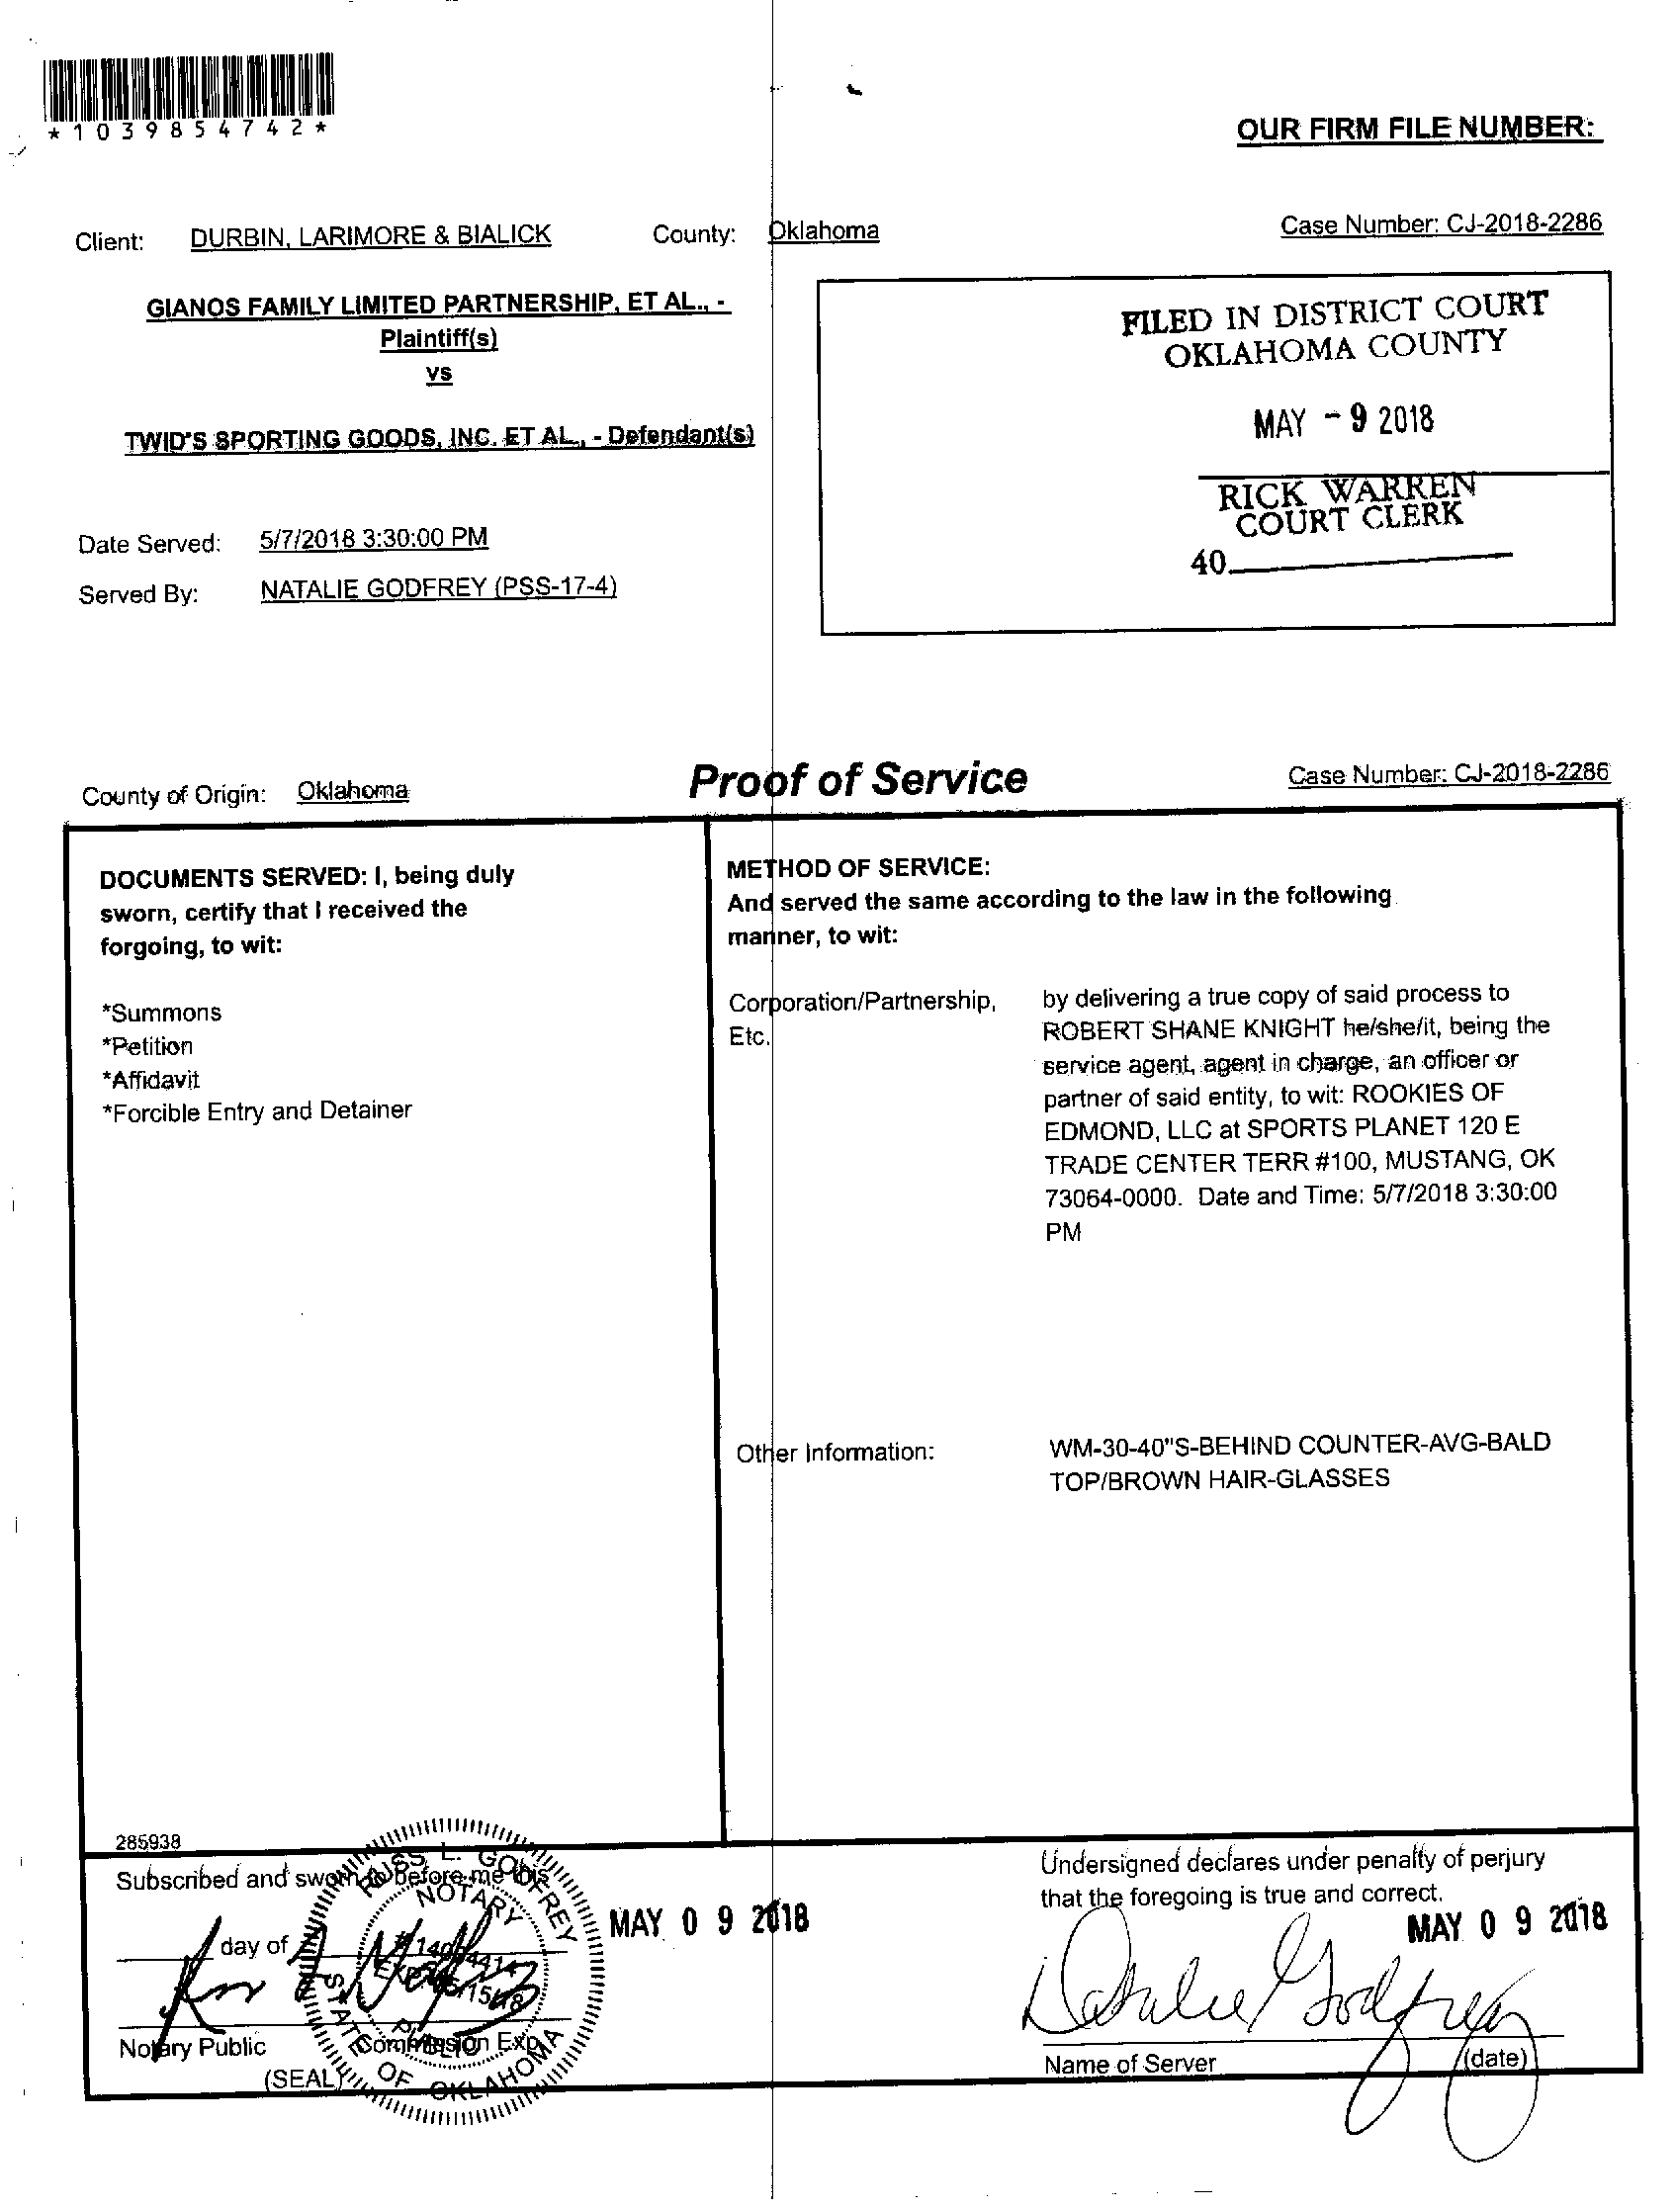 *1039854742*
OUR FIRM FILE NUMBER:
Client: DURBIN, LARIMORE & BIALICK County: Oklahoma Case Number: CJ-2018-2286
GIANOS FAMILY LIMITED PARTNERSHIP, ET AL., -
Plaintiff(s)
vs
TWID'S SPORTING GOODS, INC. ET AL., - Defendant(s)
FILED IN DISTRICT COURT
OKLAHOMA COUNTY
MAY - 9 2018
RICK WARREN
COURT CLERK
40
Date Served: 5/7/2018 3:30:00 PM
Served By: NATALIE GODFREY (PSS-17-4)
County of Origin: Oklahoma Proof of Service Case Number: CJ-2018-2286
DOCUMENTS SERVED: I, being duly
sworn, certify that I received the
forgoing, to wit:
*Summons
*Petition
*Affidavit
*Forcible Entry and Detainer
METHOD OF SERVICE:
And served the same according to the law in the following
manner, to wit:
Corporation/Partnership,
Etc.
by delivering a true copy of said process to
ROBERT SHANE KNIGHT he/she/it, being the
service agent, agent in charge, an officer or
partner of said entity, to wit: ROOKIES OF
EDMOND, LLC at SPORTS PLANET 120 E
TRADE CENTER TERR #100, MUSTANG, OK
73064-0000. Date and Time: 5/7/2018 3:30:00
PM
Other Information:
WM-30-40"S-BEHIND COUNTER-AVG-BALD
TOP/BROWN HAIR-GLASSES
285938
Subscribed and sworn to before me this
day of
MAY 0 9 2018
Notary Public
Commission Exp.
(SEAL)
RUSS L. GODFREY
NOTARY
PUBLIC
STATE OF OKLAHOMA
Undersigned declares under penalty of perjury
that the foregoing is true and correct.
MAY 0 9 2018
Natalie Godfrey
Name of Server (date)